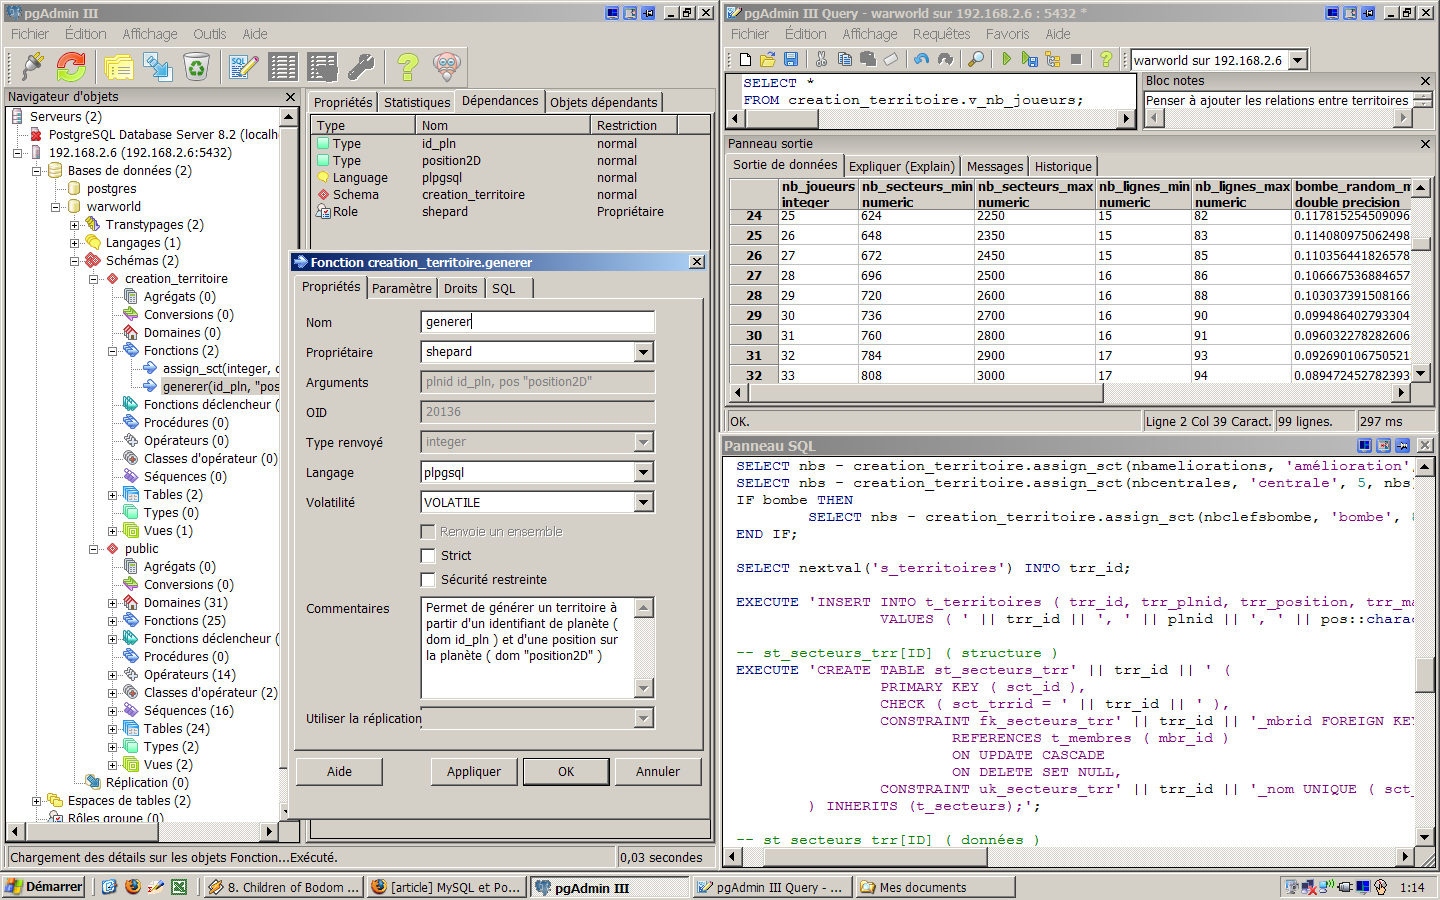 pgAdmin III
Fichier Édition Affichage Outils Aide
Navigateur d'objets
Serveurs (2)
PostgreSQL Database Server 8.2 (localh
192.168.2.6 (192.168.2.6:5432)
Bases de données (2)
postgres
warworld
Transtypages (2)
Langages (1)
Schémas (2)
creation_territoire
Agrégats (0)
Conversions (0)
Domaines (0)
Fonctions (2)
assign_sct(integer, c
generer(id_pln, "pos
Fonctions déclencheur (
Procédures (0)
Opérateurs (0)
Classes d'opérateur (0)
Séquences (0)
Tables (2)
Types (0)
Vues (1)
public
Agrégats (0)
Conversions (0)
Domaines (31)
Fonctions (25)
Fonctions déclencheur (
Procédures (0)
Opérateurs (14)
Classes d'opérateur (2)
Séquences (16)
Tables (24)
Types (2)
Vues (2)
Réplication (0)
Espaces de tables (2)
Rôles groupe (0)
Chargement des détails sur les objets Fonction...Exécuté.
0,03 secondes
Propriétés Statistiques Dépendances Objets dépendants
Type Nom Restriction
Type id_pln normal
Type position2D normal
Language plpgsql normal
Schema creation_territoire normal
Role shepard Propriétaire
Fonction creation_territoire.generer
Propriétés Paramètre Droits SQL
Nom generer
Propriétaire shepard
Arguments plnid id_pln, pos "position2D"
OID 20136
Type renvoyé integer
Langage plpgsql
Volatilité VOLATILE
Renvoie un ensemble
Strict
Sécurité restreinte
Commentaires
Permet de générer un territoire à
partir d'un identifiant de planète (
dom id_pln ) et d'une position sur
la planète ( dom "position2D" )
Utiliser la réplication
Aide Appliquer OK Annuler
pgAdmin III Query - warworld sur 192.168.2.6 : 5432 *
Fichier Édition Affichage Requêtes Favoris Aide
warworld sur 192.168.2.6
SELECT *
FROM creation_territoire.v_nb_joueurs;
Bloc notes
Penser à ajouter les relations entre territoires
Panneau sortie
Sortie de données Expliquer (Explain) Messages Historique
nb_joueurs nb_secteurs_min nb_secteurs_max nb_lignes_min nb_lignes_max bombe_random_m
integer numeric numeric numeric numeric double precision
24 25 624 2250 15 82 0.117815254509096
25 26 648 2350 15 83 0.114080975062498
26 27 672 2450 15 85 0.110356441826578
27 28 696 2500 16 86 0.106667536884657
28 29 720 2600 16 88 0.103037391508166
29 30 736 2700 16 90 0.099486402793304
30 31 760 2800 16 91 0.096032278282606
31 32 784 2900 17 93 0.092690106750521
32 33 808 3000 17 94 0.089472452782393
OK.
Ligne 2 Col 39 Caract. 99 lignes. 297 ms
Panneau SQL
SELECT nbs - creation_territoire.assign_sct(nbameliorations, 'amélioration',
SELECT nbs - creation_territoire.assign_sct(nbcentrales, 'centrale', 5, nbs)
IF bombe THEN
SELECT nbs - creation_territoire.assign_sct(nbclefsbombe, 'bombe', 
END IF;
SELECT nextval('s_territoires') INTO trr_id;
EXECUTE 'INSERT INTO t_territoires ( trr_id, trr_plnid, trr_position, trr_ma
VALUES ( ' || trr_id || ', ' || plnid || ', ' || pos::charac
-- st_secteurs_trr[ID] ( structure )
EXECUTE 'CREATE TABLE st_secteurs_trr' || trr_id || ' (
PRIMARY KEY ( sct_id ),
CHECK ( sct_trrid = ' || trr_id || ' ),
CONSTRAINT fk_secteurs_trr' || trr_id || '_mbrid FOREIGN KEY
REFERENCES t_membres ( mbr_id )
ON UPDATE CASCADE
ON DELETE SET NULL,
CONSTRAINT uk_secteurs_trr' || trr_id || '_nom UNIQUE ( sct_
) INHERITS (t_secteurs);';
-- st_secteurs_trr[ID] ( données )
Démarrer
8. Children of Bodom ...
[article] MySQL et Po...
pgAdmin III
pgAdmin III Query - ...
Mes documents
1:14